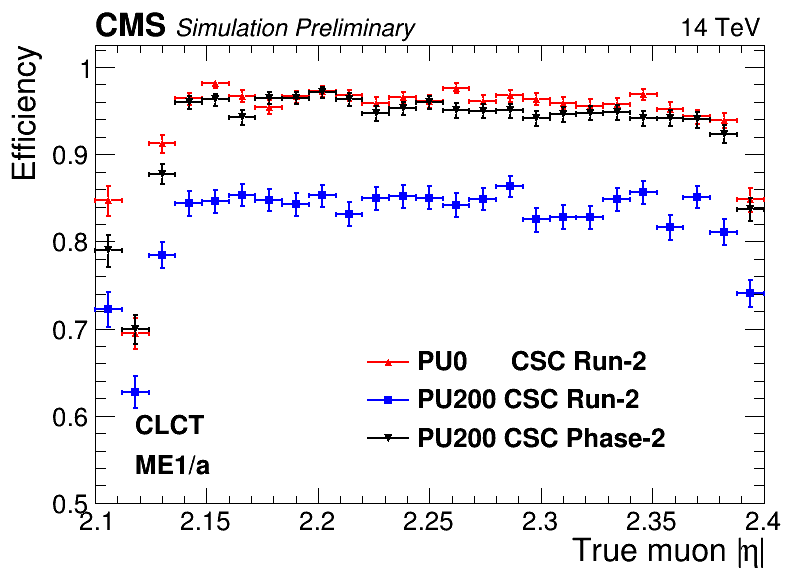 CMS Simulation Preliminary 14 TeV
Efficiency
1
0.9
0.8
0.7
0.6
0.5
PU0 CSC Run-2
PU200 CSC Run-2
PU200 CSC Phase-2
CLCT
ME1/a
2.1 2.15 2.2 2.25 2.3 2.35 2.4
True muon |η|